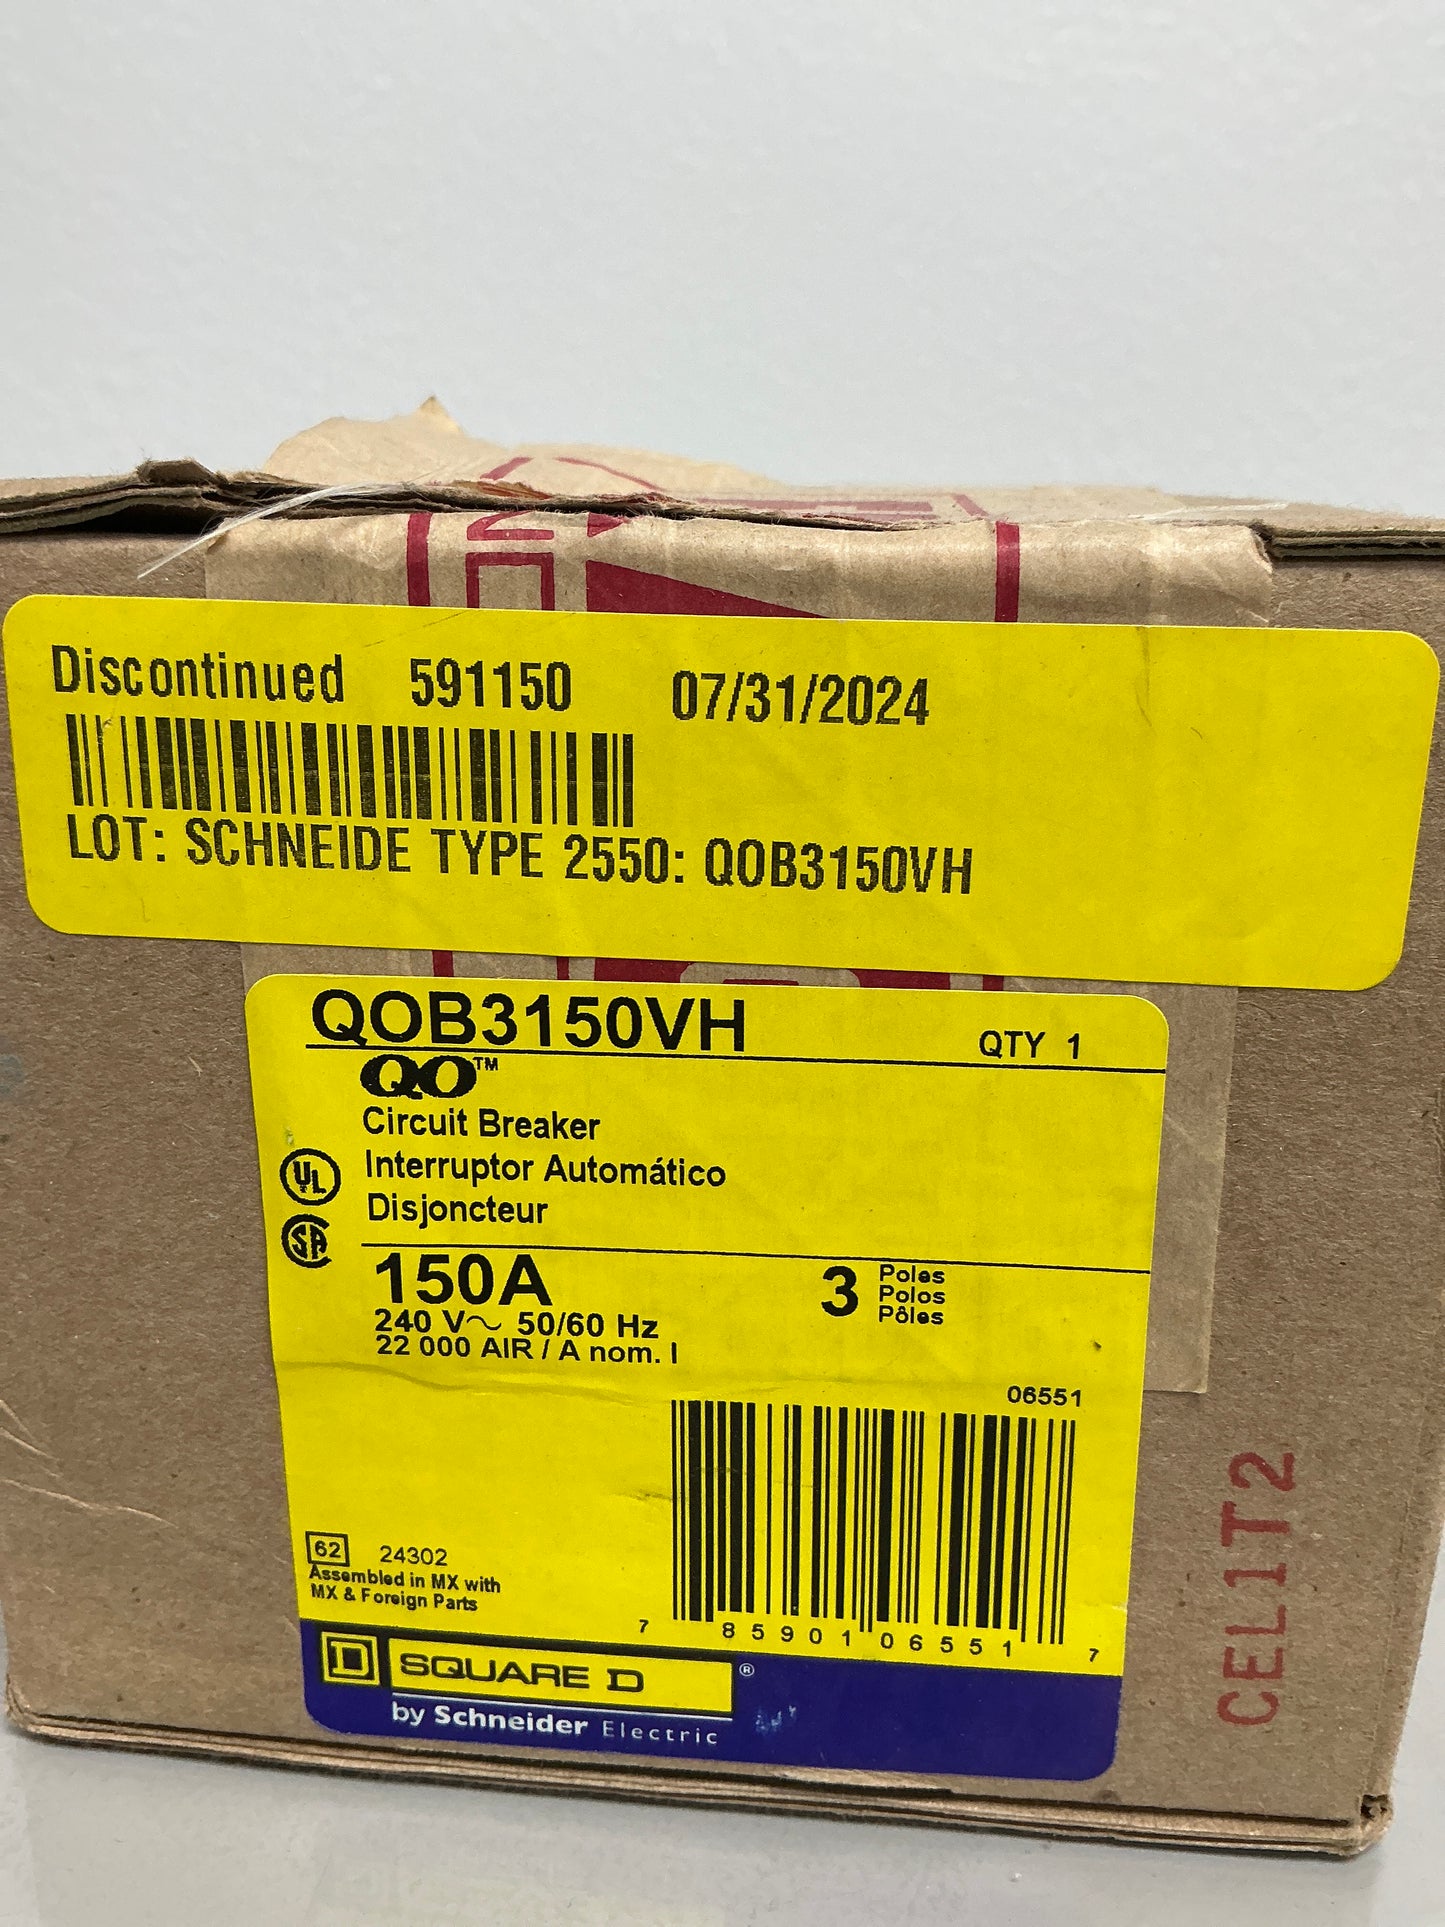 Discontinued 591150 07/31/2024
LOT: SCHNEIDE TYPE 2550: QOB3150VH
QOB3150VH QTY 1
QO™
Circuit Breaker
Interruptor Automático
Disjoncteur
UL
SA
150A
240 V~ 50/60 Hz
22 000 AIR / A nom. I
3 Poles
Polos
Pôles
06551
62 24302
Assembled in MX with
MX & Foreign Parts
7 85901 06551 7
D SQUARE D ®
by Schneider Electric
CEL1T2